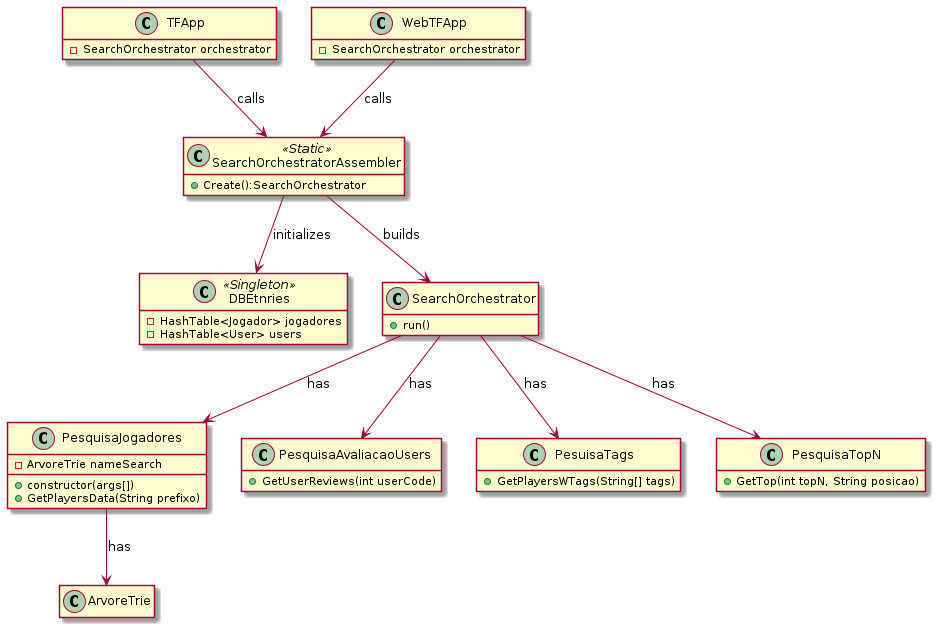 C TFApp
SearchOrchestrator orchestrator
C WebTFApp
SearchOrchestrator orchestrator
calls
calls
C «Static»
SearchOrchestratorAssembler
Create():SearchOrchestrator
initializes
builds
C «Singleton»
DBEtnries
HashTable<Jogador> jogadores
HashTable<User> users
C SearchOrchestrator
run()
has
has
has
has
C PesquisaJogadores
ArvoreTrie nameSearch
constructor(args[])
GetPlayersData(String prefixo)
C PesquisaAvaliacaoUsers
GetUserReviews(int userCode)
C PesuisaTags
GetPlayersWTags(String[] tags)
C PesquisaTopN
GetTop(int topN, String posicao)
has
C ArvoreTrie